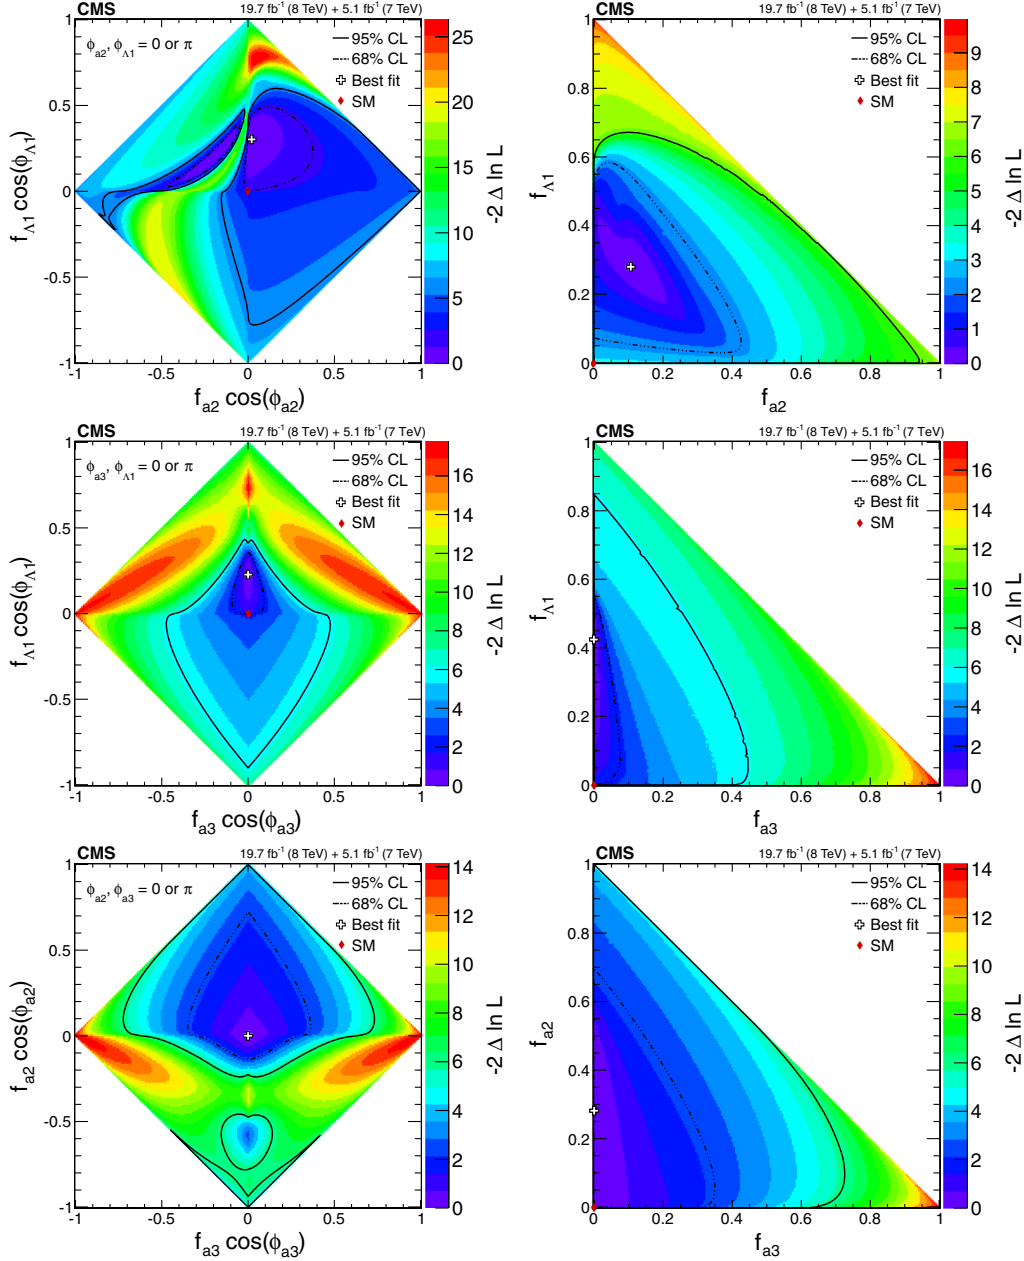 CMS 19.7 fb⁻¹ (8 TeV) + 5.1 fb⁻¹ (7 TeV)
ϕa2, ϕΛ1 = 0 or π
95% CL
68% CL
Best fit
SM
fΛ1 cos(ϕΛ1)
1
0.5
0
-0.5
-1
-1 -0.5 0 0.5 1
fa2 cos(ϕa2)
25
20
15
10
5
0
-2 Δ ln L
CMS 19.7 fb⁻¹ (8 TeV) + 5.1 fb⁻¹ (7 TeV)
95% CL
68% CL
Best fit
SM
fΛ1
1
0.8
0.6
0.4
0.2
0
0 0.2 0.4 0.6 0.8 1
fa2
9
8
7
6
5
4
3
2
1
0
-2 Δ ln L
CMS 19.7 fb⁻¹ (8 TeV) + 5.1 fb⁻¹ (7 TeV)
ϕa3, ϕΛ1 = 0 or π
95% CL
68% CL
Best fit
SM
fΛ1 cos(ϕΛ1)
1
0.5
0
-0.5
-1
-1 -0.5 0 0.5 1
fa3 cos(ϕa3)
16
14
12
10
8
6
4
2
0
-2 Δ ln L
CMS 19.7 fb⁻¹ (8 TeV) + 5.1 fb⁻¹ (7 TeV)
95% CL
68% CL
Best fit
SM
fΛ1
1
0.8
0.6
0.4
0.2
0
0 0.2 0.4 0.6 0.8 1
fa3
16
14
12
10
8
6
4
2
0
-2 Δ ln L
CMS 19.7 fb⁻¹ (8 TeV) + 5.1 fb⁻¹ (7 TeV)
ϕa2, ϕa3 = 0 or π
95% CL
68% CL
Best fit
SM
fa2 cos(ϕa2)
1
0.5
0
-0.5
-1
-1 -0.5 0 0.5 1
fa3 cos(ϕa3)
14
12
10
8
6
4
2
0
-2 Δ ln L
CMS 19.7 fb⁻¹ (8 TeV) + 5.1 fb⁻¹ (7 TeV)
95% CL
68% CL
Best fit
SM
fa2
1
0.8
0.6
0.4
0.2
0
0 0.2 0.4 0.6 0.8 1
fa3
14
12
10
8
6
4
2
0
-2 Δ ln L